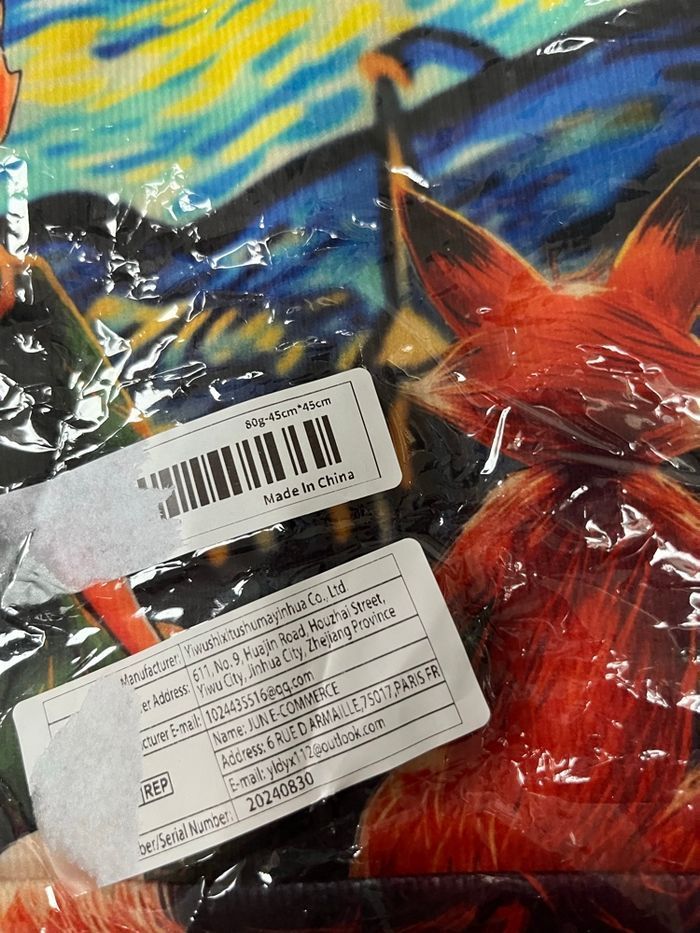 80g-45cm*45cm
Made In China
Manufacturer: Yiwushixitushumayinhua Co., Ltd
er Address: 611, No.9, Huajin Road, Houzhai Street,
Yiwu City, Jinhua City, Zhejiang Province
cturer E-mail: 1024435516@qq.com
Name: JUN E-COMMERCE
Address: 6 RUE D ARMAILLE,75017,PARIS FR
REP
E-mail: yldyx112@outlook.com
ber/Serial Number: 20240830